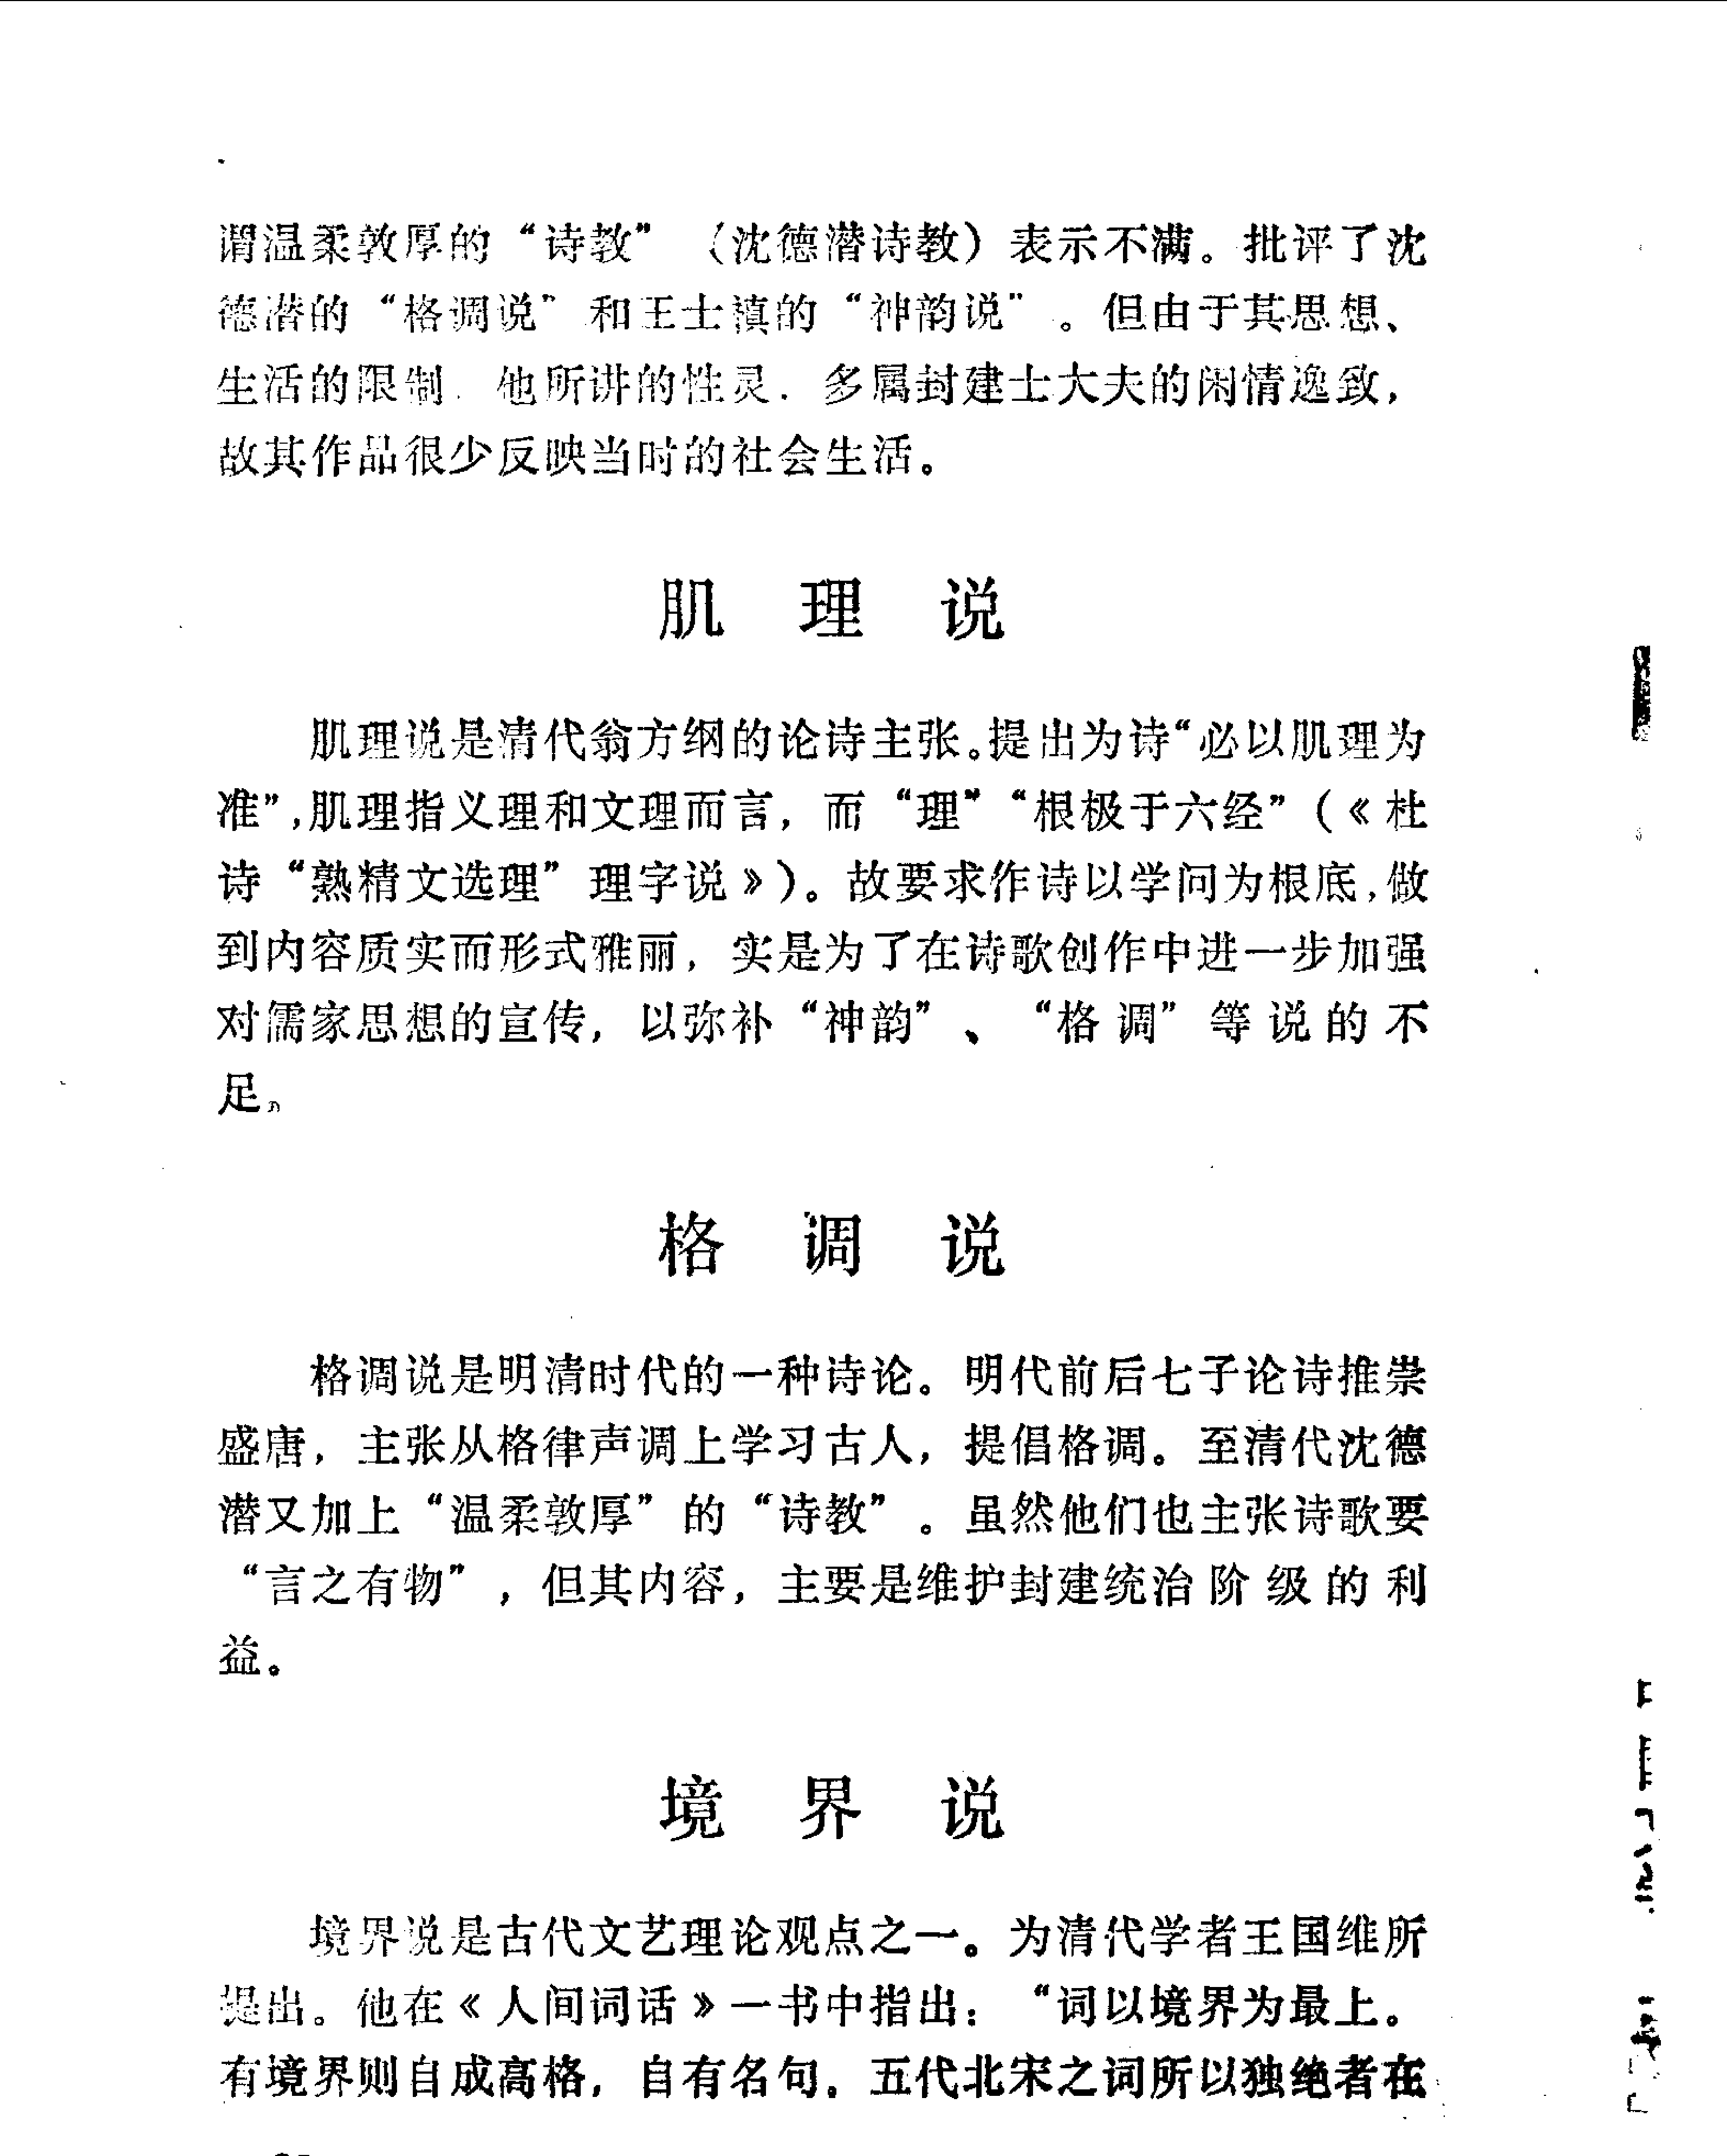 谓温柔敦厚的“诗教”（沈德潜诗教）表示不满。批评了沈
德潜的“格调说”和王士禛的“神韵说”。但由于其思想、
生活的限制．他所讲的性灵．多属封建士大夫的闲情逸致，
故其作品很少反映当时的社会生活。
肌理说
肌理说是清代翁方纲的论诗主张。提出为诗“必以肌理为
准”，肌理指义理和文理而言，而“理”“根极于六经”（《杜
诗“熟精文选理”理字说》）。故要求作诗以学问为根底，做
到内容质实而形式雅丽，实是为了在诗歌创作中进一步加强
对儒家思想的宣传，以弥补“神韵”、“格调”等说的不
足。
格调说
格调说是明清时代的一种诗论。明代前后七子论诗推崇
盛唐，主张从格律声调上学习古人，提倡格调。至清代沈德
潜又加上“温柔敦厚”的“诗教”。虽然他们也主张诗歌要
“言之有物”，但其内容，主要是维护封建统治阶级的利
益。
境界说
境界说是古代文艺理论观点之一。为清代学者王国维所
提出。他在《人间词话》一书中指出：“词以境界为最上。
有境界则自成高格，自有名句．五代北宋之词所以独绝者在